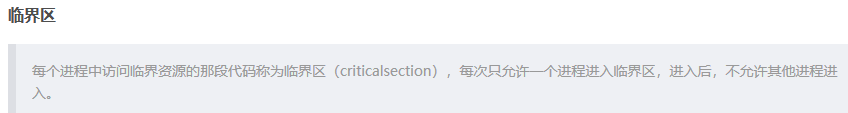 临界区
每个进程中访问临界资源的那段代码称为临界区（criticalsection），每次只允许一个进程进入临界区，进入后，不允许其他进程进
入。